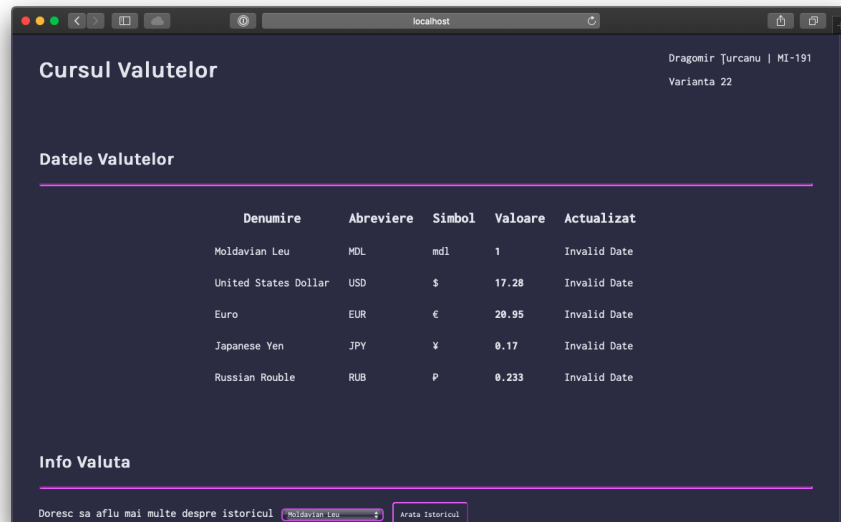 localhost
Cursul Valutelor
Dragomir Țurcanu | MI-191
Varianta 22
Datele Valutelor
Denumire Abreviere Simbol Valoare Actualizat
Moldavian Leu MDL mdl 1 Invalid Date
United States Dollar USD $ 17.28 Invalid Date
Euro EUR € 20.95 Invalid Date
Japanese Yen JPY ¥ 0.17 Invalid Date
Russian Rouble RUB ₽ 0.233 Invalid Date
Info Valuta
Doresc sa aflu mai multe despre istoricul Moldavian Leu Arata Istoricul